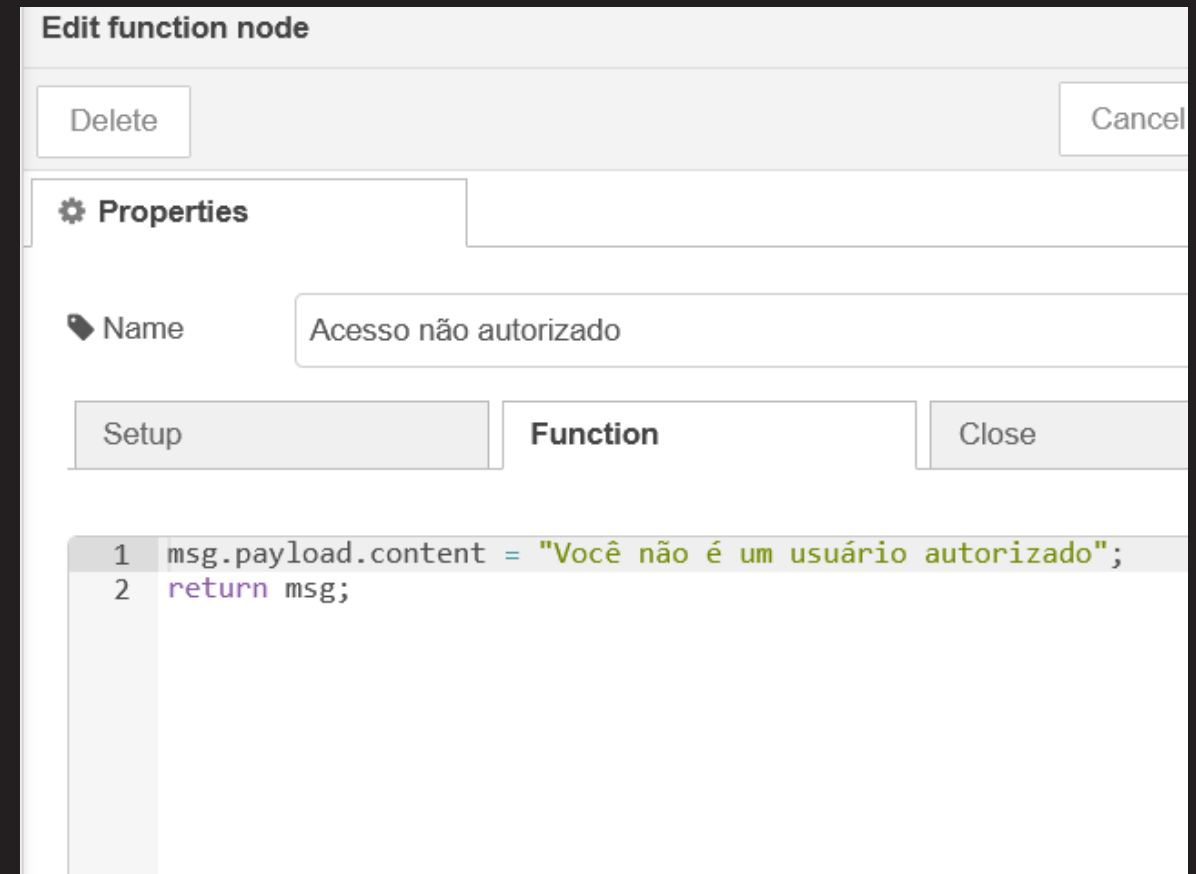 Edit function node
Delete
Cancel
Properties
Name
Acesso não autorizado
Setup
Function
Close
1 msg.payload.content = "Você não é um usuário autorizado";
2 return msg;